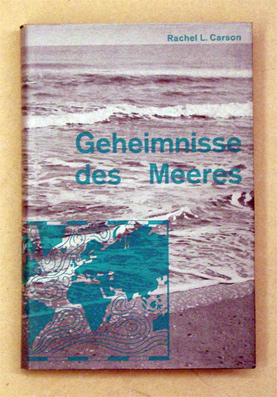 Rachel L. Carson
Geheimnisse
des Meeres